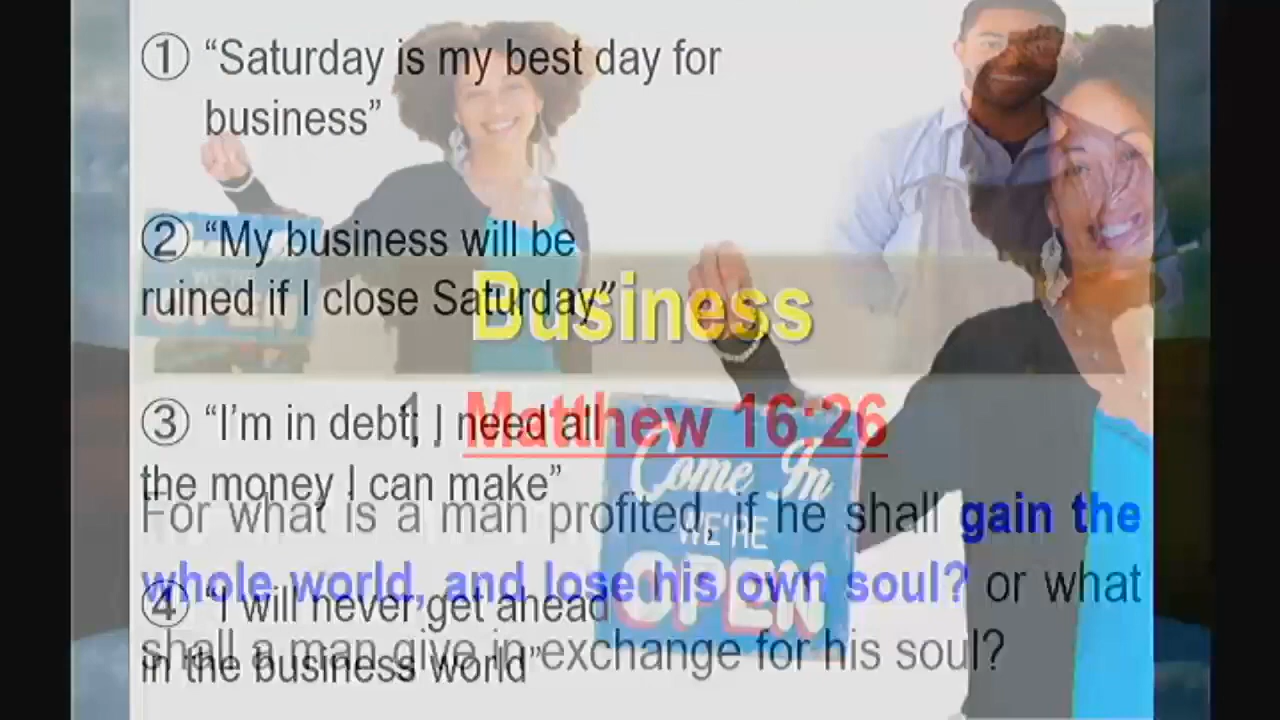 ① “Saturday is my best day for
business”
② “My business will be
ruined if I close Saturday”
Business
③ “I’m in debt, I need all
the money I can make”
Matthew 16:26
Come In
WE'RE
OPEN
For what is a man profited, if he shall gain the
whole world, and lose his own soul? or what
shall a man give in exchange for his soul?
④ “I will never get ahead
in the business world”